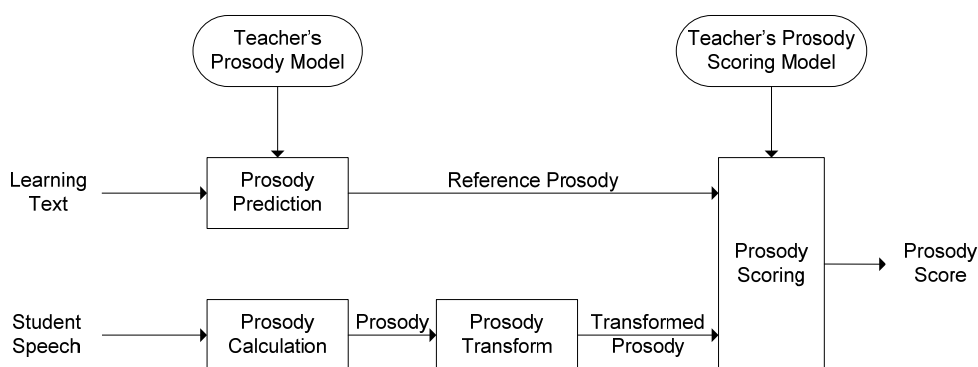 Teacher's
Prosody Model
Teacher's Prosody
Scoring Model
Learning
Text
Prosody
Prediction
Reference Prosody
Prosody
Scoring
Prosody
Score
Student
Speech
Prosody
Calculation
Prosody
Prosody
Transform
Transformed
Prosody